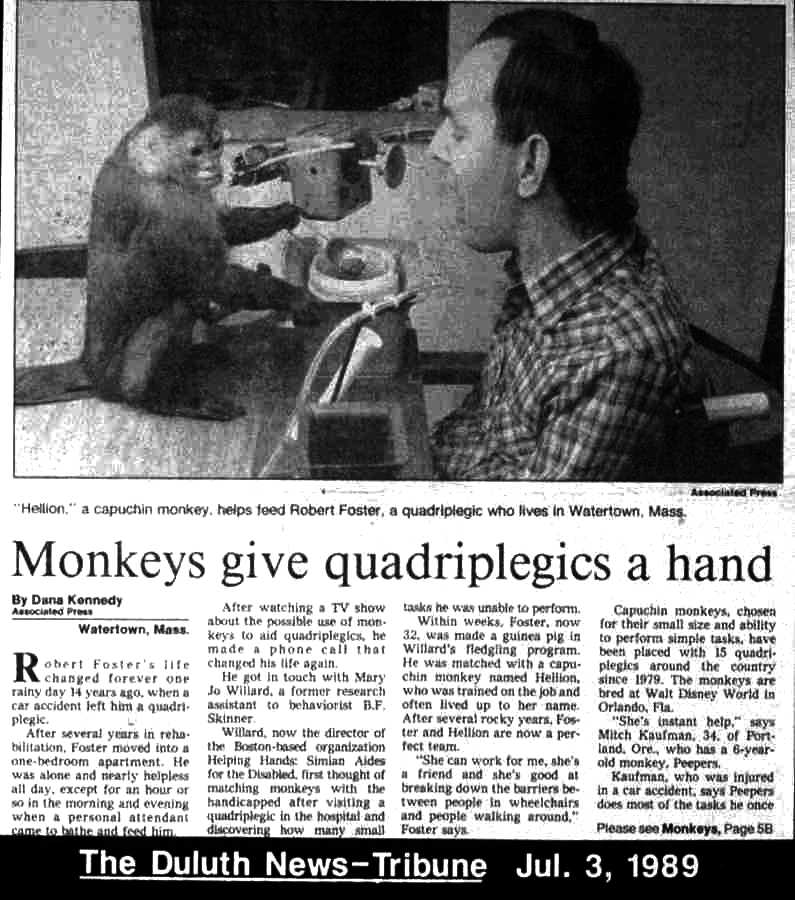 Associated Press
"Hellion," a capuchin monkey, helps feed Robert Foster, a quadriplegic who lives in Watertown, Mass.
Monkeys give quadriplegics a hand
By Dana Kennedy
Associated Press
Watertown, Mass.
Robert Foster's life
changed forever one
rainy day 14 years ago, when a
car accident left him a quadri-
plegic.
After several years in reha-
bilitation, Foster moved into a
one-bedroom apartment. He
was alone and nearly helpless
all day, except for an hour or
so in the morning and evening
when a personal attendant
came to bathe and feed him.
After watching a TV show
about the possible use of mon-
keys to aid quadriplegics, he
made a phone call that
changed his life again.
He got in touch with Mary
Jo Willard, a former research
assistant to behaviorist B.F.
Skinner.
Willard, now the director of
the Boston-based organization
Helping Hands: Simian Aides
for the Disabled, first thought of
matching monkeys with the
handicapped after visiting a
quadriplegic in the hospital and
discovering how many small
tasks he was unable to perform.
Within weeks, Foster, now
32, was made a guinea pig in
Willard's fledgling program.
He was matched with a capu-
chin monkey named Hellion,
who was trained on the job and
often lived up to her name.
After several rocky years, Fos-
ter and Hellion are now a per-
fect team.
"She can work for me, she's
a friend and she's good at
breaking down the barriers be-
tween people in wheelchairs
and people walking around,"
Foster says.
Capuchin monkeys, chosen
for their small size and ability
to perform simple tasks, have
been placed with 15 quadri-
plegics around the country
since 1979. The monkeys are
bred at Walt Disney World in
Orlando, Fla.
"She's instant help," says
Mitch Kaufman, 34, of Port-
land, Ore., who has a 6-year-
old monkey, Peepers.
Kaufman, who was injured
in a car accident, says Peepers
does most of the tasks he once
Please see Monkeys, Page 5B
The Duluth News-Tribune Jul. 3, 1989